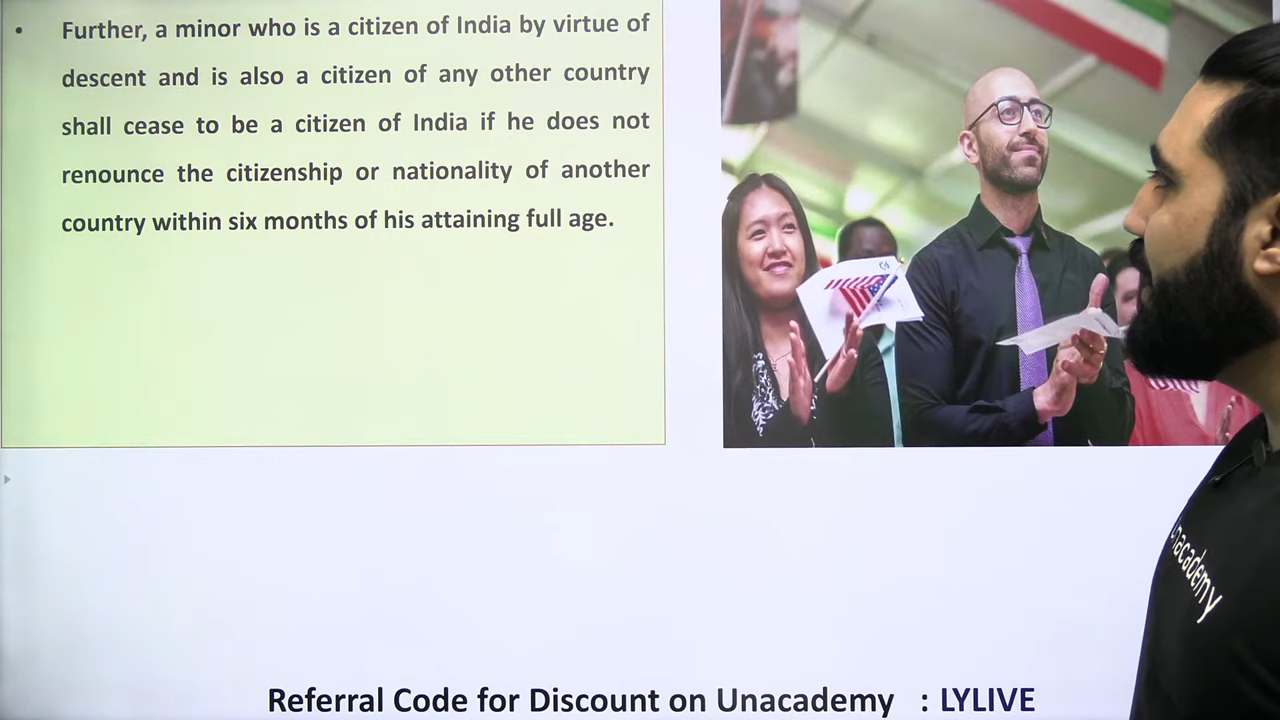 • Further, a minor who is a citizen of India by virtue of
descent and is also a citizen of any other country
shall cease to be a citizen of India if he does not
renounce the citizenship or nationality of another
country within six months of his attaining full age.
unacademy
Referral Code for Discount on Unacademy : LYLIVE